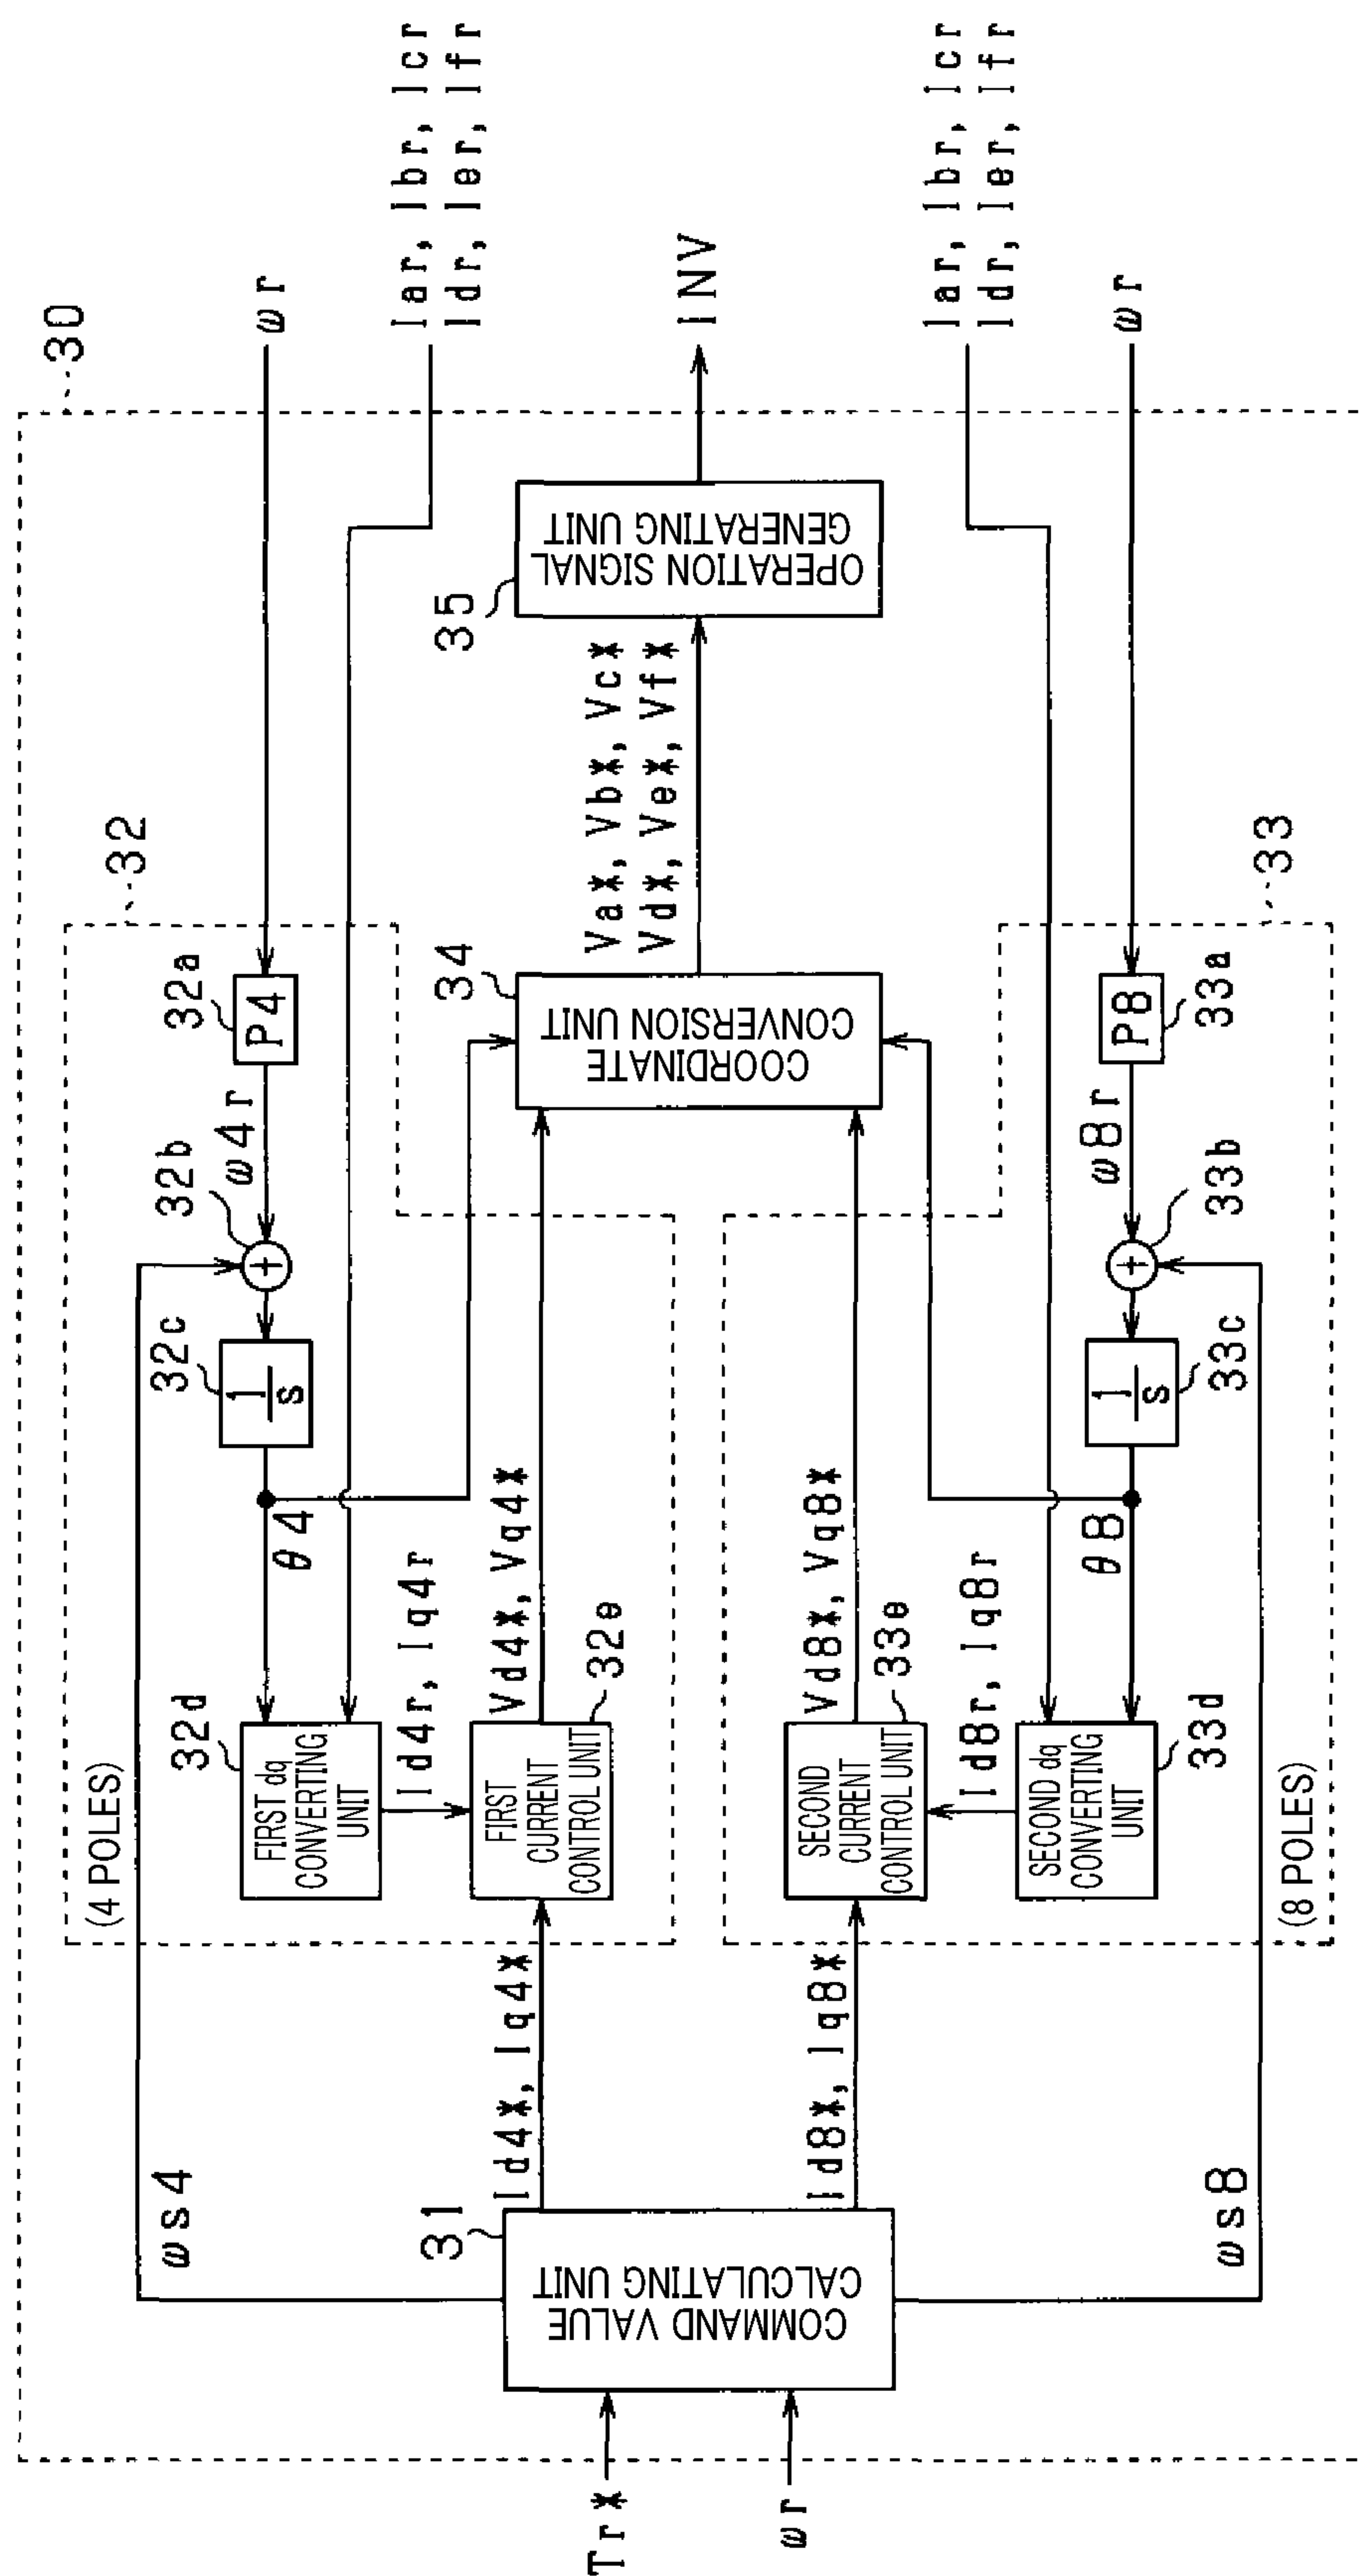 30
ωr
Iar, Ibr, Icr
Idr, Ier, Ifr
32
(4 POLES)
ωs4
32a
P4
ω4r
32b
+
32c
1
s
θ4
32d
FIRST dq
CONVERTING
UNIT
Id4r, Iq4r
FIRST
CURRENT
CONTROL UNIT
32e
Vd4*, Vq4*
Id4*, Iq4*
Tr*
ωr
31
COMMAND VALUE
CALCULATING UNIT
34
COORDINATE
CONVERSION UNIT
Va*, Vb*, Vc*
Vd*, Ve*, Vf*
35
OPERATION SIGNAL
GENERATING UNIT
INV
Id8*, Iq8*
SECOND
CURRENT
CONTROL UNIT
33e
Vd8*, Vq8*
Id8r, Iq8r
SECOND dq
CONVERTING
UNIT
33d
θ8
1
s
33c
+
33b
ω8r
P8
33a
Iar, Ibr, Icr
Idr, Ier, Ifr
ωr
ωs8
(8 POLES)
33